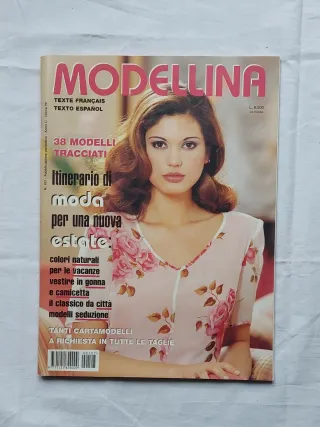 MODELLINA
TEXTE FRANÇAIS
TEXTO ESPAÑOL
38 MODELLI
TRACCIATI
Itinerario di
moda
per una nuova
estate:
colori naturali
per le vacanze
vestire in gonna
e camicetta
il classico da città
modelli seduzione
TANTI CARTAMODELLI
A RICHIESTA IN TUTTE LE TAGLIE